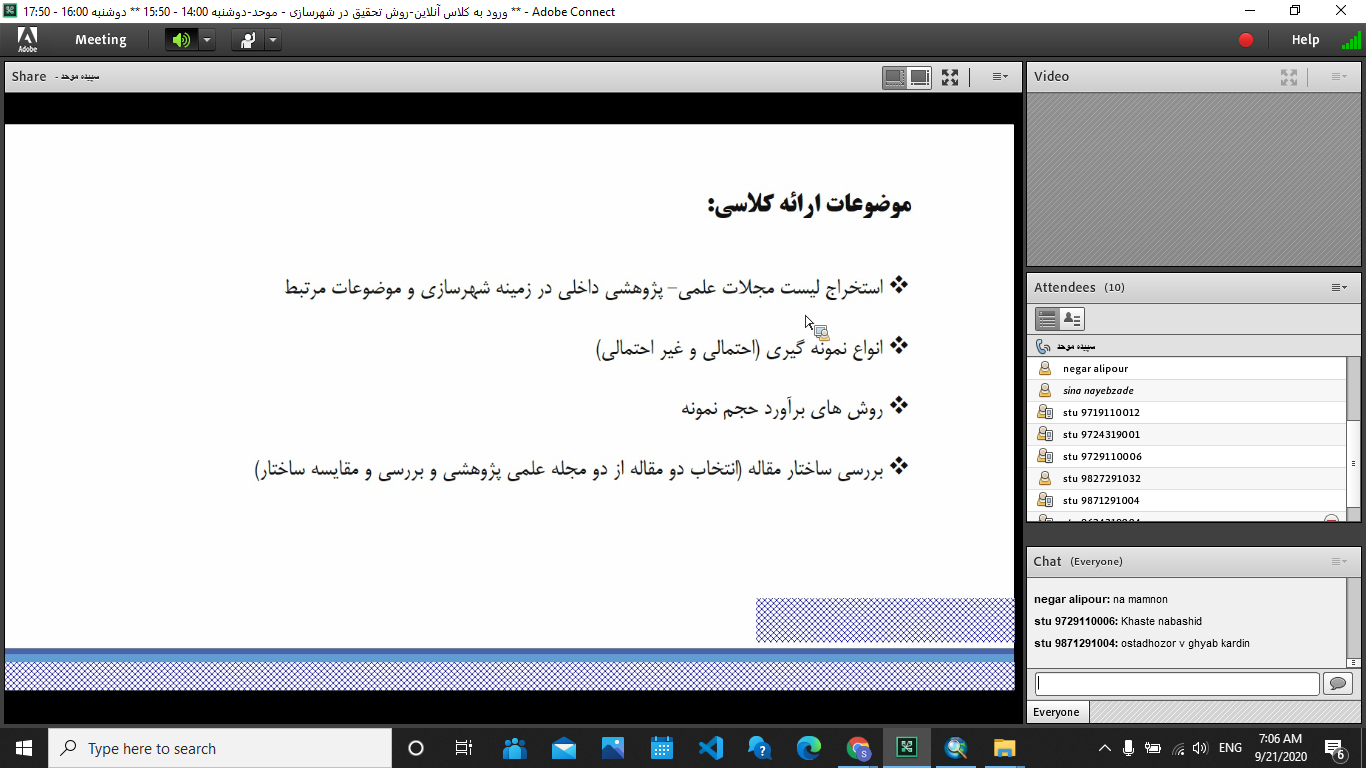 17:50 - 16:00 ورود به کلاس آنلاین-روش تحقیق در شهرسازی - موحد-دوشنبه 14:00 - 15:50 ** دوشنبه ** - Adobe Connect
Adobe
Meeting
Help
Share سپیده موحد -
موضوعات ارائه کلاسی:
❖ استخراج لیست مجلات علمی– پژوهشی داخلی در زمینه شهرسازی و موضوعات مرتبط
❖ انواع نمونه گیری (احتمالی و غیر احتمالی)
❖ روش های برآورد حجم نمونه
❖ بررسی ساختار مقاله (انتخاب دو مقاله از دو مجله علمی پژوهشی و بررسی و مقایسه ساختار)
Video
Attendees (10)
سپیده موحد
negar alipour
sina nayebzade
stu 9719110012
stu 9724319001
stu 9729110006
stu 9827291032
stu 9871291004
Chat (Everyone)
negar alipour: na mamnon
stu 9729110006: Khaste nabashid
stu 9871291004: ostadhozor v ghyab kardin
Everyone
Type here to search
S
ENG
7:06 AM
9/21/2020
6